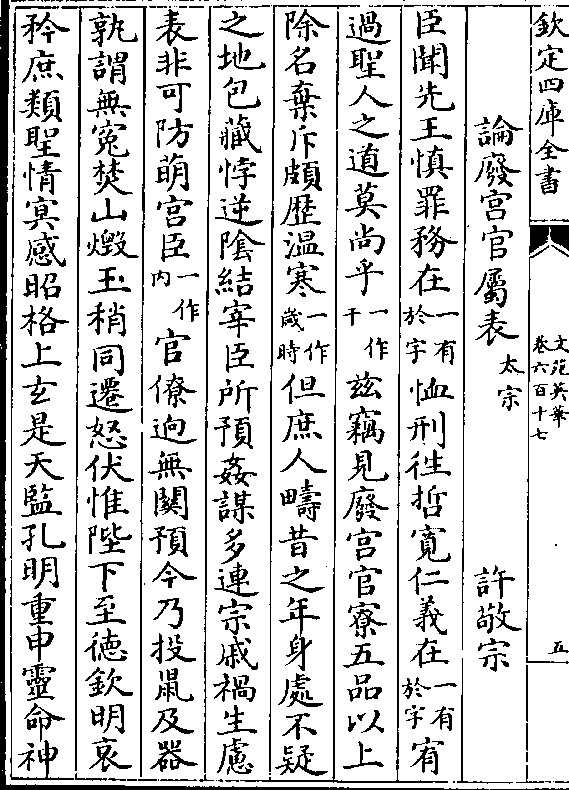 欽定四庫全書
文苑英華
卷六百十七
五
論廢宮官屬表太宗 許敬宗
臣聞先王慎罪務在一有於字恤刑徃哲寛仁義在一有於字宥
過聖人之道莫尚乎一作于兹竊見廢宮官寮五品以上
除名棄斥頗歴溫寒一作歲時但庶人疇昔之年身處不疑
之地包藏悖逆隂結宰臣所預姦謀多連宗戚禍生慮
表非可防萌宮臣一作内官僚逈無關預今乃投鼠及器
孰謂無寃焚山燬玉稍同遷怒伏惟陛下至德欽明哀
矜庶類聖情冥感昭格上𤣥是天監孔明重申靈命神